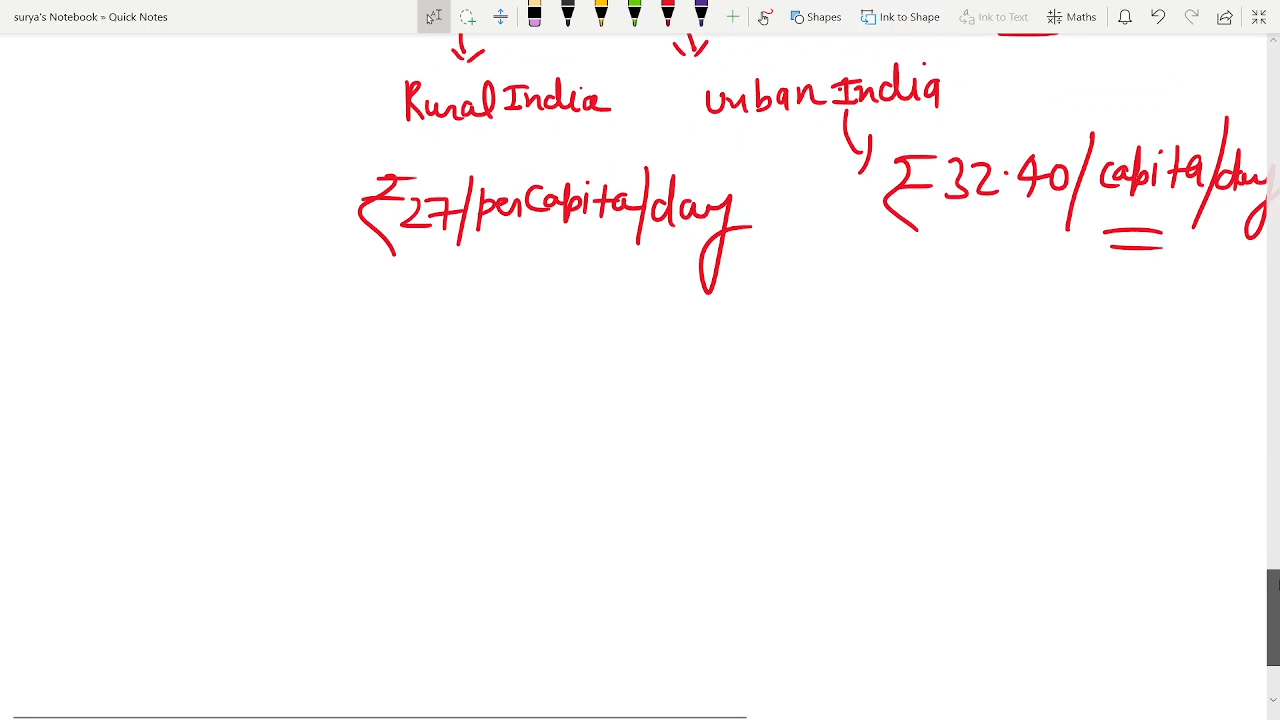 surya's Notebook » Quick Notes
Shapes
Ink to Shape
Ink to Text
Maths
Rural India
urban India
₹27/percapita/day
₹32.40/capita/day